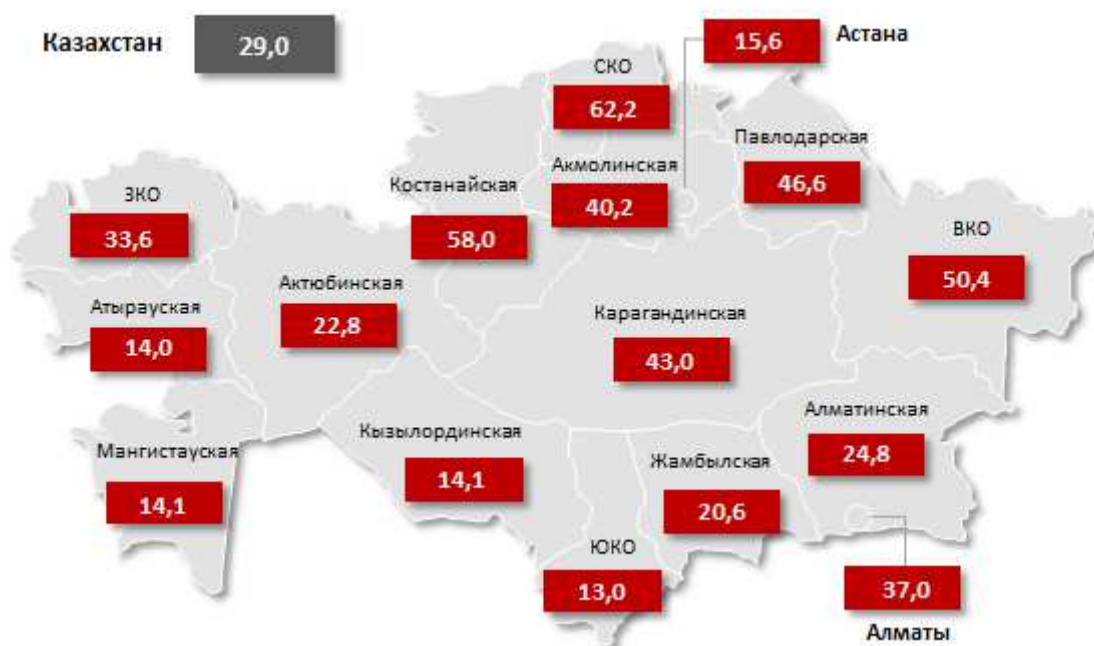 Казахстан
29,0
15,6
Астана
СКО
62,2
Павлодарская
46,6
Акмолинская
40,2
Костанайская
58,0
ЗКО
33,6
ВКО
50,4
Актюбинская
22,8
Атырауская
14,0
Карагандинская
43,0
Алматинская
24,8
Кызылординская
14,1
Мангистауская
14,1
Жамбылская
20,6
ЮКО
13,0
37,0
Алматы